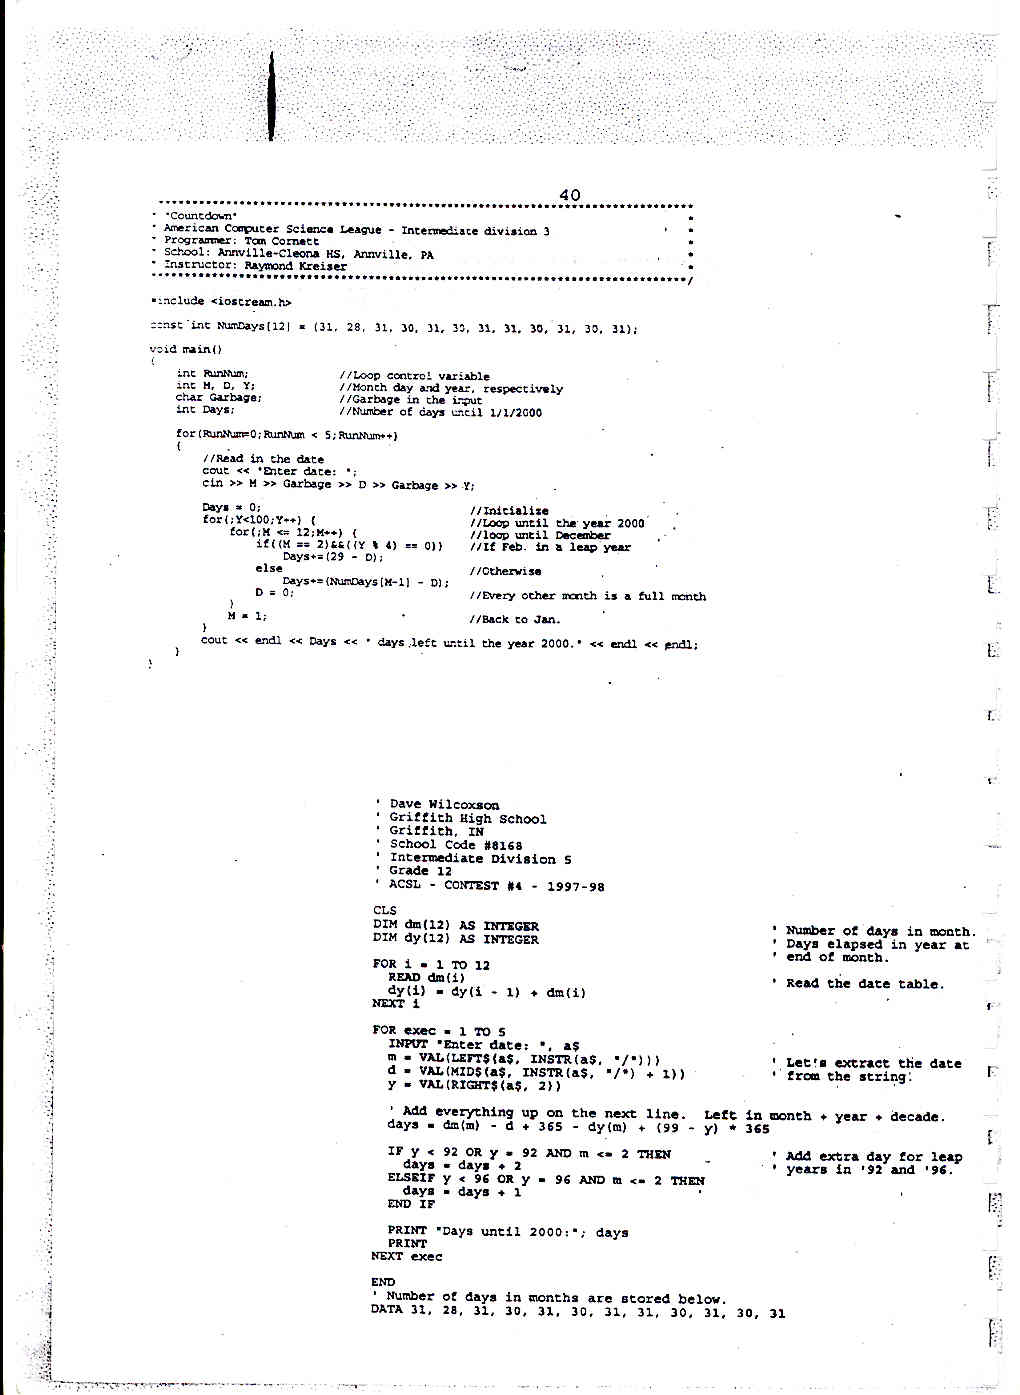 40
**********************************************************************
* "Countdown" *
* American Computer Science League - Intermediate division 3 *
* Programmer: Tom Cornett *
* School: Annville-Cleona HS, Annville, PA *
* Instructor: Raymond Kreiser *
**********************************************************************/
#include <iostream.h>
const int NumDays[12] = {31, 28, 31, 30, 31, 30, 31, 31, 30, 31, 30, 31};
void main()
{
int RunNum; //Loop control variable
int M, D, Y; //Month day and year, respectively
char Garbage; //Garbage in the input
int Days; //Number of days until 1/1/2000
for(RunNum=0;RunNum < 5;RunNum++)
{
//Read in the date
cout << "Enter date: ";
cin >> M >> Garbage >> D >> Garbage >> Y;
Days = 0; //Initialize
for(;Y<100;Y++) { //Loop until the year 2000
for(;M <= 12;M++) { //loop until December
if((M == 2)&&((Y % 4) == 0)) //If Feb. in a leap year
Days+=(29 - D);
else //Otherwise
Days+=(NumDays[M-1] - D);
D = 0; //Every other month is a full month
}
M = 1; //Back to Jan.
}
cout << endl << Days << " days left until the year 2000." << endl << endl;
}
}
' Dave Wilcoxson
' Griffith High School
' Griffith, IN
' School Code #8168
' Intermediate Division 5
' Grade 12
' ACSL - CONTEST #4 - 1997-98
CLS
DIM dm(12) AS INTEGER ' Number of days in month.
DIM dy(12) AS INTEGER ' Days elapsed in year at
' end of month.
FOR i = 1 TO 12
READ dm(i) ' Read the date table.
dy(i) = dy(i - 1) + dm(i)
NEXT i
FOR exec = 1 TO 5
INPUT "Enter date: ", a$
m = VAL(LEFT$(a$, INSTR(a$, "/"))) ' Let's extract the date
d = VAL(MID$(a$, INSTR(a$, "/") + 1)) ' from the string!
y = VAL(RIGHT$(a$, 2))
' Add everything up on the next line. Left in month + year + decade.
days = dm(m) - d + 365 - dy(m) + (99 - y) * 365
IF y < 92 OR y = 92 AND m <= 2 THEN ' Add extra day for leap
days = days + 2 ' years in '92 and '96.
ELSEIF y < 96 OR y = 96 AND m <= 2 THEN
days = days + 1
END IF
PRINT "Days until 2000:"; days
PRINT
NEXT exec
END
' Number of days in months are stored below.
DATA 31, 28, 31, 30, 31, 30, 31, 31, 30, 31, 30, 31